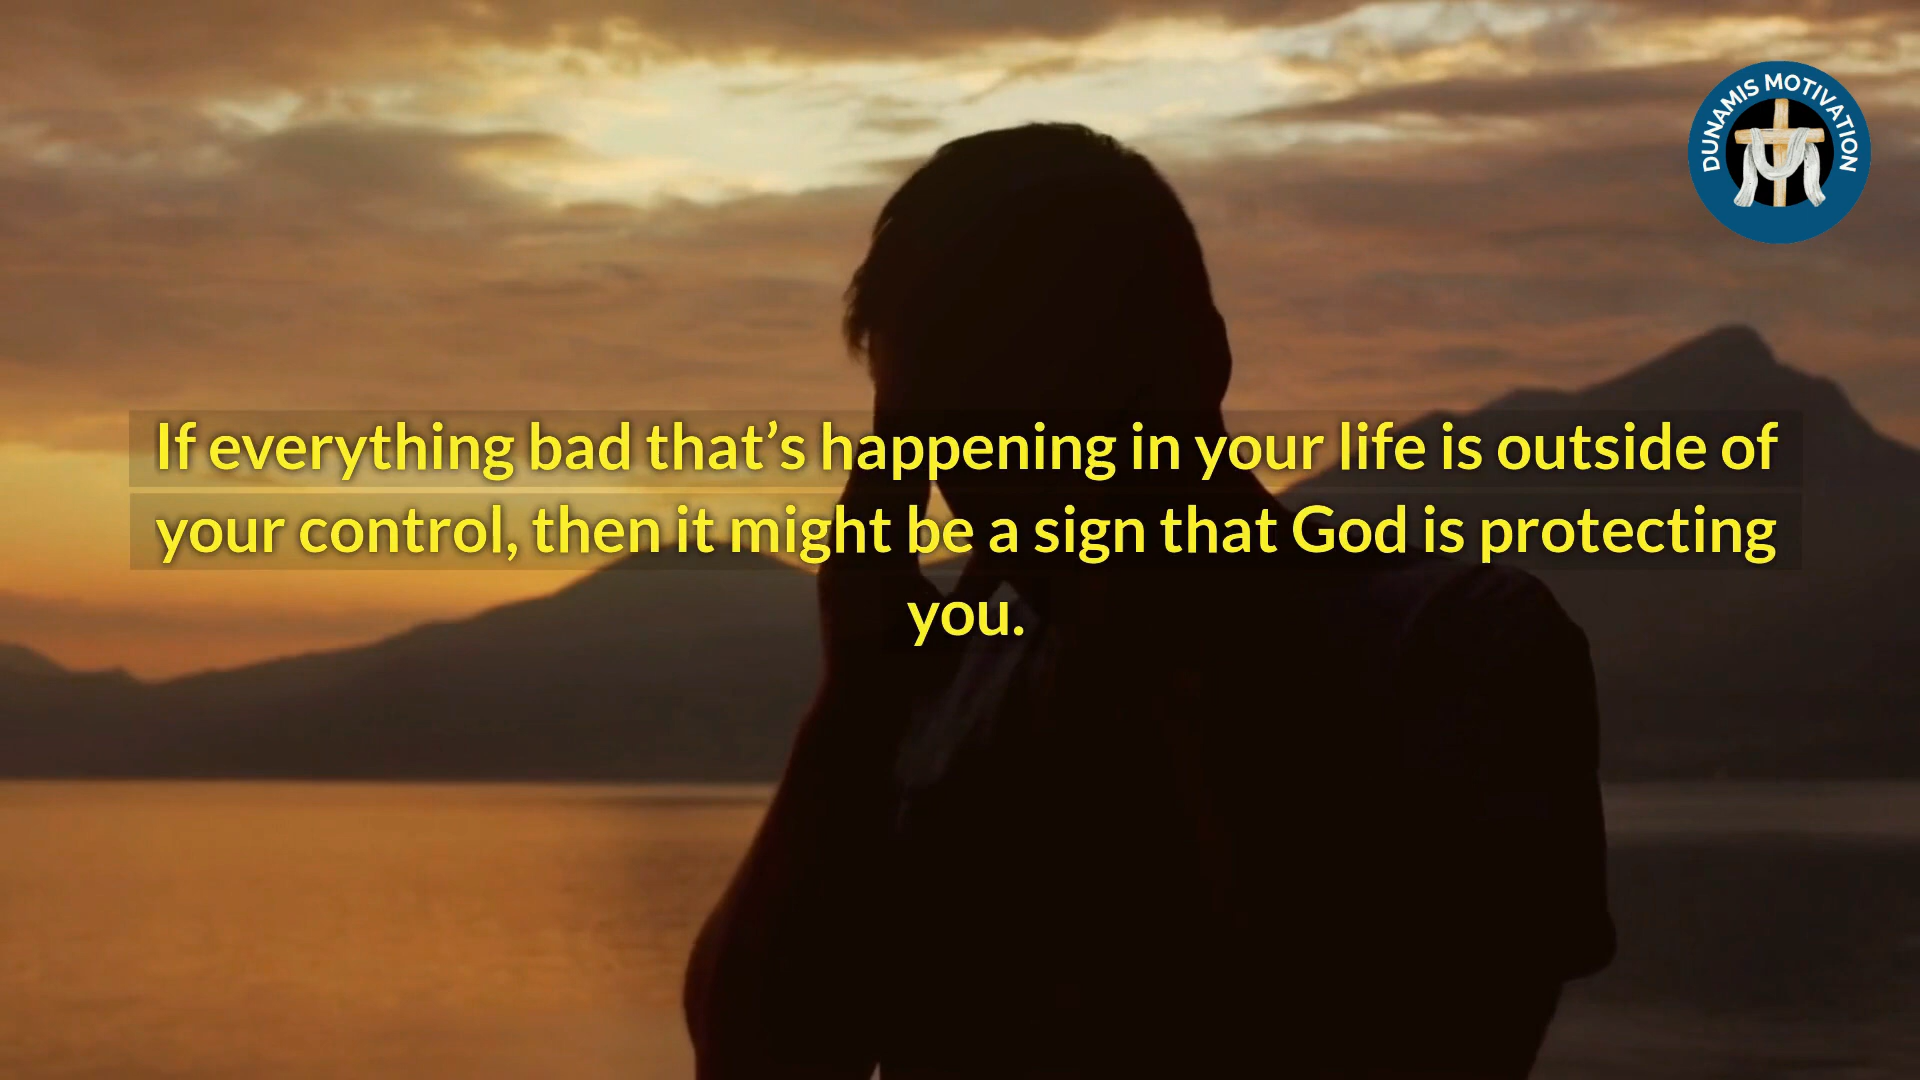 DUNAMIS MOTIVATION
If everything bad that’s happening in your life is outside of
your control, then it might be a sign that God is protecting
you.